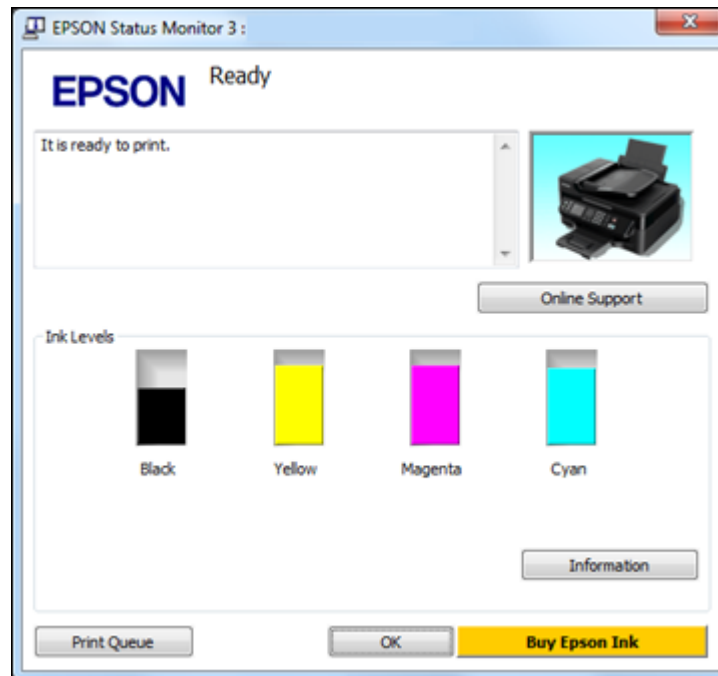 EPSON Status Monitor 3 :
EPSON
Ready
It is ready to print.
Online Support
Ink Levels
Black Yellow Magenta Cyan
Information
Print Queue OK Buy Epson Ink